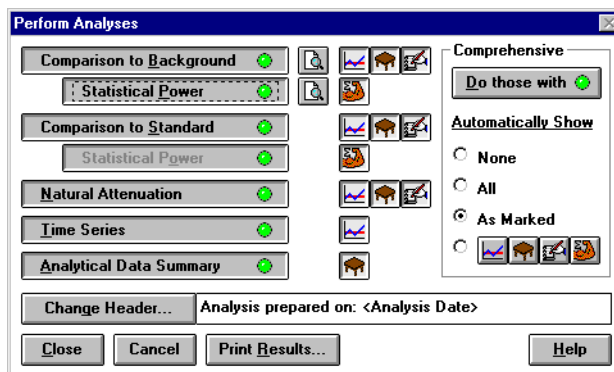 Perform Analyses
Comparison to Background
Statistical Power
Comparison to Standard
Statistical Power
Natural Attenuation
Time Series
Analytical Data Summary
Comprehensive
Do those with
Automatically Show
None
All
As Marked
Change Header...
Analysis prepared on: <Analysis Date>
Close
Cancel
Print Results...
Help